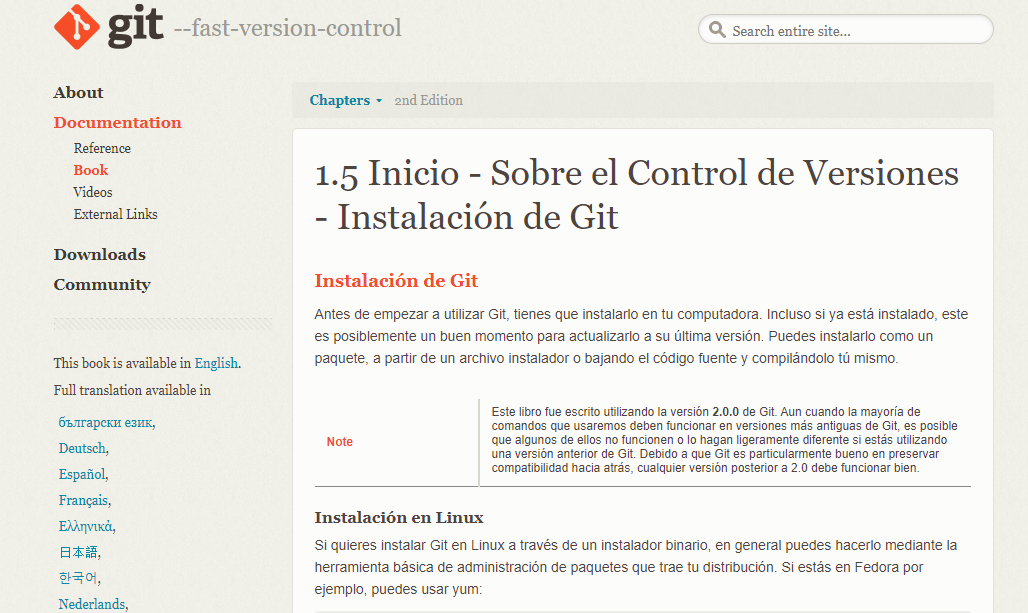 git --fast-version-control
Search entire site...
About
Documentation
Reference
Book
Videos
External Links
Downloads
Community
This book is available in English.
Full translation available in
български език,
Deutsch,
Español,
Français,
Ελληνικά,
日本語,
한국어,
Nederlands,
Chapters 2nd Edition
1.5 Inicio - Sobre el Control de Versiones
- Instalación de Git
Instalación de Git
Antes de empezar a utilizar Git, tienes que instalarlo en tu computadora. Incluso si ya está instalado, este
es posiblemente un buen momento para actualizarlo a su última versión. Puedes instalarlo como un
paquete, a partir de un archivo instalador o bajando el código fuente y compilándolo tú mismo.
Note
Este libro fue escrito utilizando la versión 2.0.0 de Git. Aun cuando la mayoría de
comandos que usaremos deben funcionar en versiones más antiguas de Git, es posible
que algunos de ellos no funcionen o lo hagan ligeramente diferente si estás utilizando
una versión anterior de Git. Debido a que Git es particularmente bueno en preservar
compatibilidad hacia atrás, cualquier versión posterior a 2.0 debe funcionar bien.
Instalación en Linux
Si quieres instalar Git en Linux a través de un instalador binario, en general puedes hacerlo mediante la
herramienta básica de administración de paquetes que trae tu distribución. Si estás en Fedora por
ejemplo, puedes usar yum: